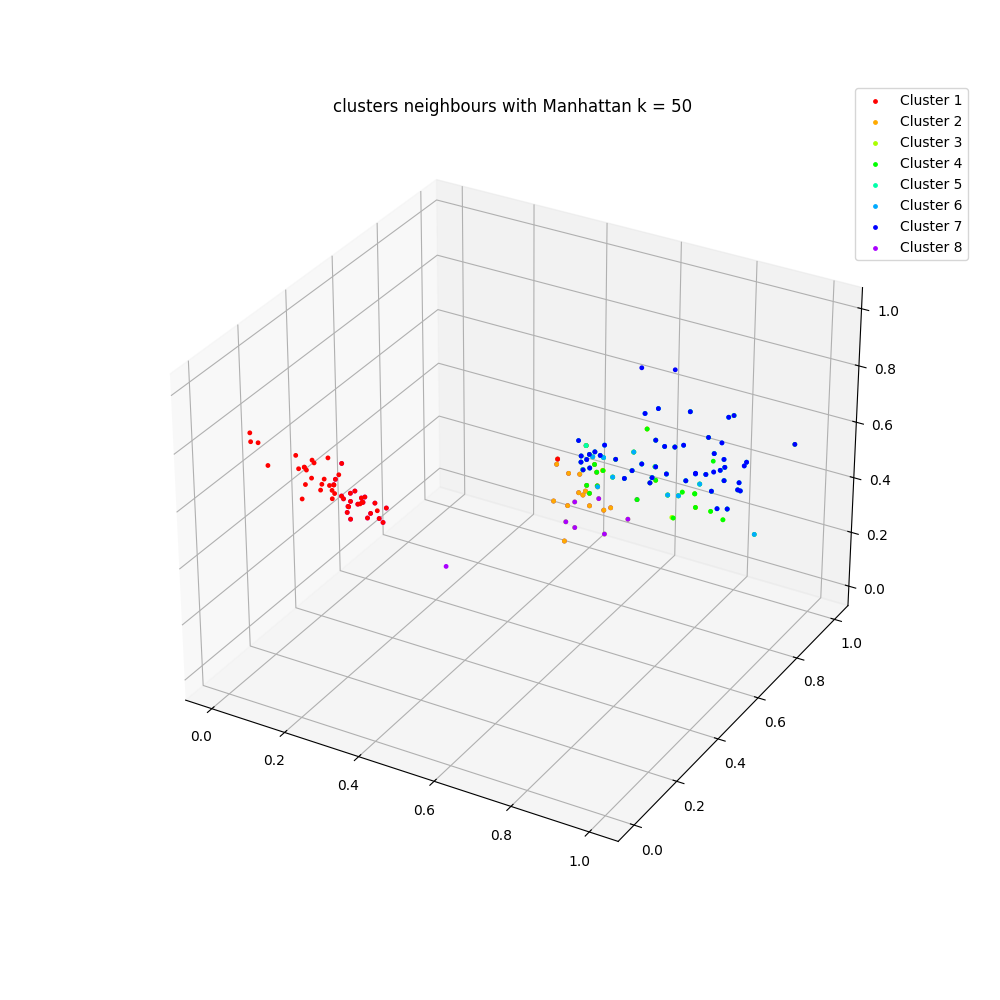 clusters neighbours with Manhattan k = 50
Cluster 1
Cluster 2
Cluster 3
Cluster 4
Cluster 5
Cluster 6
Cluster 7
Cluster 8
1.0
0.8
0.6
0.4
0.2
0.0
1.0
0.8
0.6
0.4
0.2
0.0
0.0
0.2
0.4
0.6
0.8
1.0